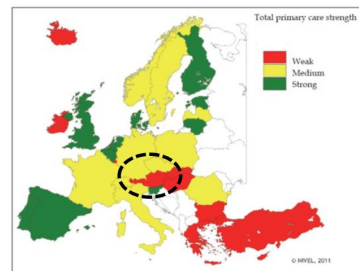 Total primary care strength
Weak
Medium
Strong
© NIVEL, 2011